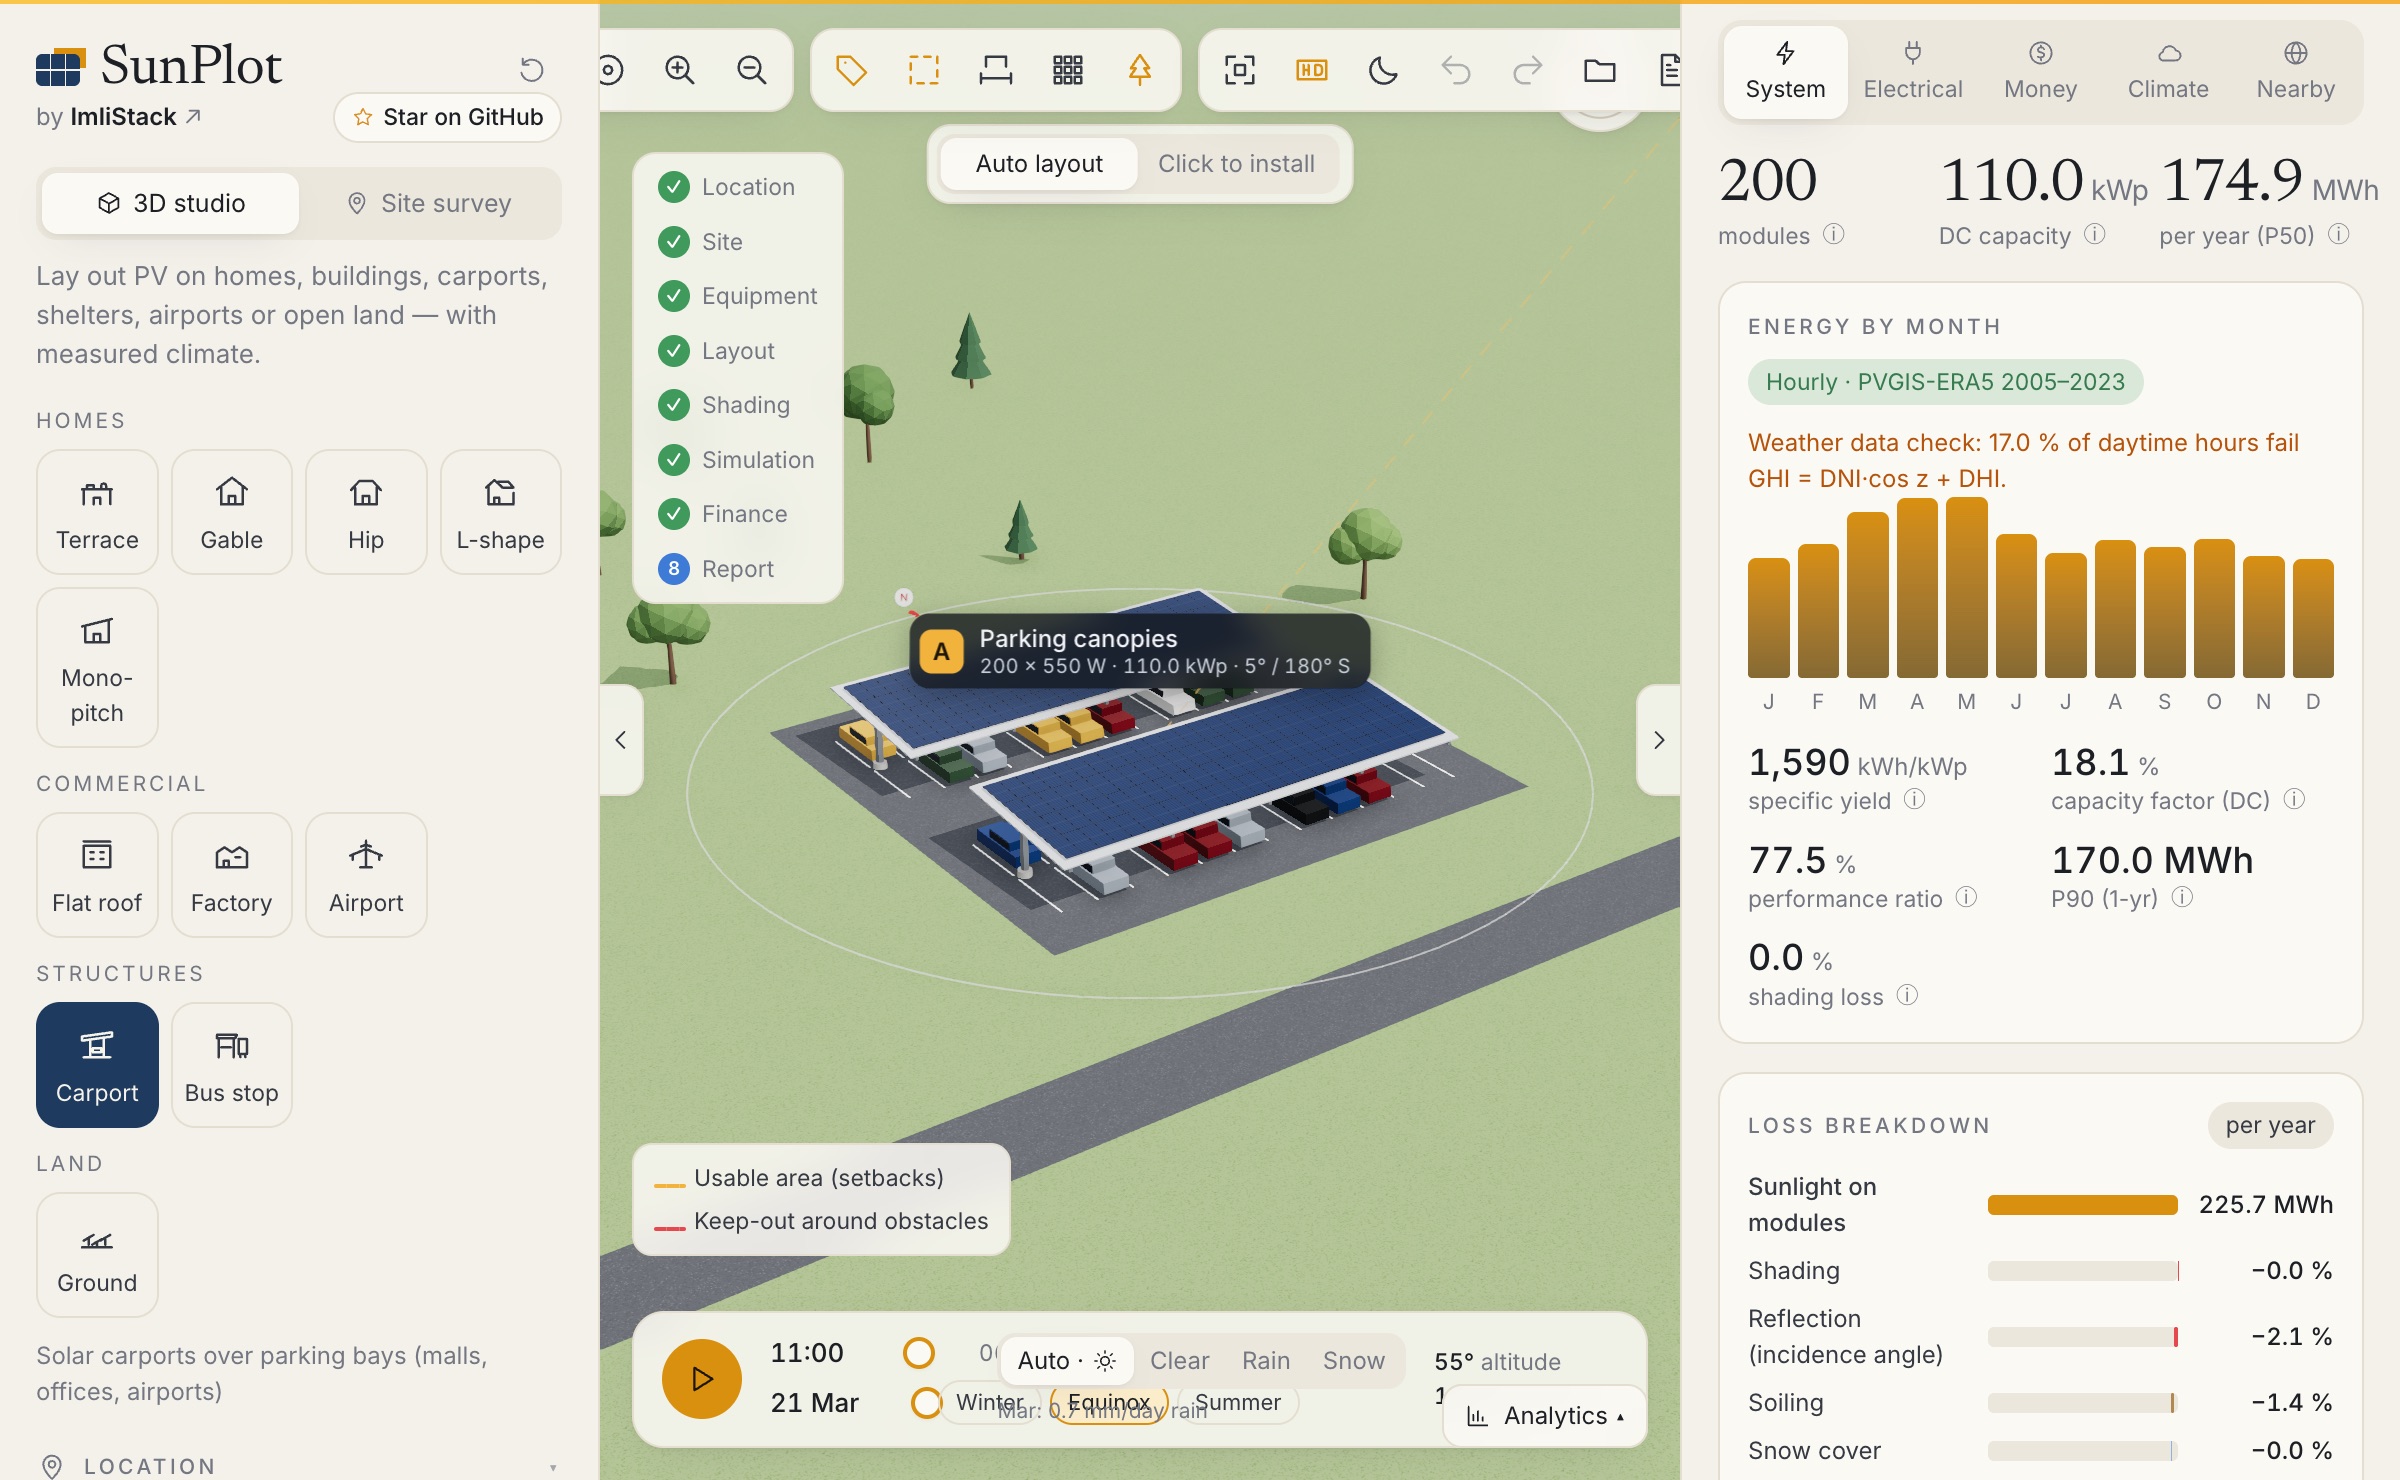 SunPlot
by ImliStack ↗
Star on GitHub
3D studio
Site survey
Lay out PV on homes, buildings, carports,
shelters, airports or open land — with
measured climate.
HOMES
Terrace
Gable
Hip
L-shape
Mono-
pitch
COMMERCIAL
Flat roof
Factory
Airport
STRUCTURES
Carport
Bus stop
LAND
Ground
Solar carports over parking bays (malls,
offices, airports)
LOCATION
HD
Auto layout
Click to install
Location
Site
Equipment
Layout
Shading
Simulation
Finance
8 Report
N
A
Parking canopies
200 × 550 W · 110.0 kWp · 5° / 180° S
Usable area (setbacks)
Keep-out around obstacles
11:00
Auto ·
Clear
Rain
Snow
55° altitude
21 Mar
Winter
Equinox
Summer
Mar: 0.7 mm/day rain
Analytics
System
Electrical
Money
Climate
Nearby
200
modules
110.0 kWp
DC capacity
174.9 MWh
per year (P50)
ENERGY BY MONTH
Hourly · PVGIS-ERA5 2005–2023
Weather data check: 17.0 % of daytime hours fail
GHI = DNI·cos z + DHI.
J F M A M J J A S O N D
1,590 kWh/kWp
specific yield
18.1 %
capacity factor (DC)
77.5 %
performance ratio
170.0 MWh
P90 (1-yr)
0.0 %
shading loss
LOSS BREAKDOWN
per year
Sunlight on
modules
225.7 MWh
Shading
−0.0 %
Reflection
(incidence angle)
−2.1 %
Soiling
−1.4 %
Snow cover
−0.0 %